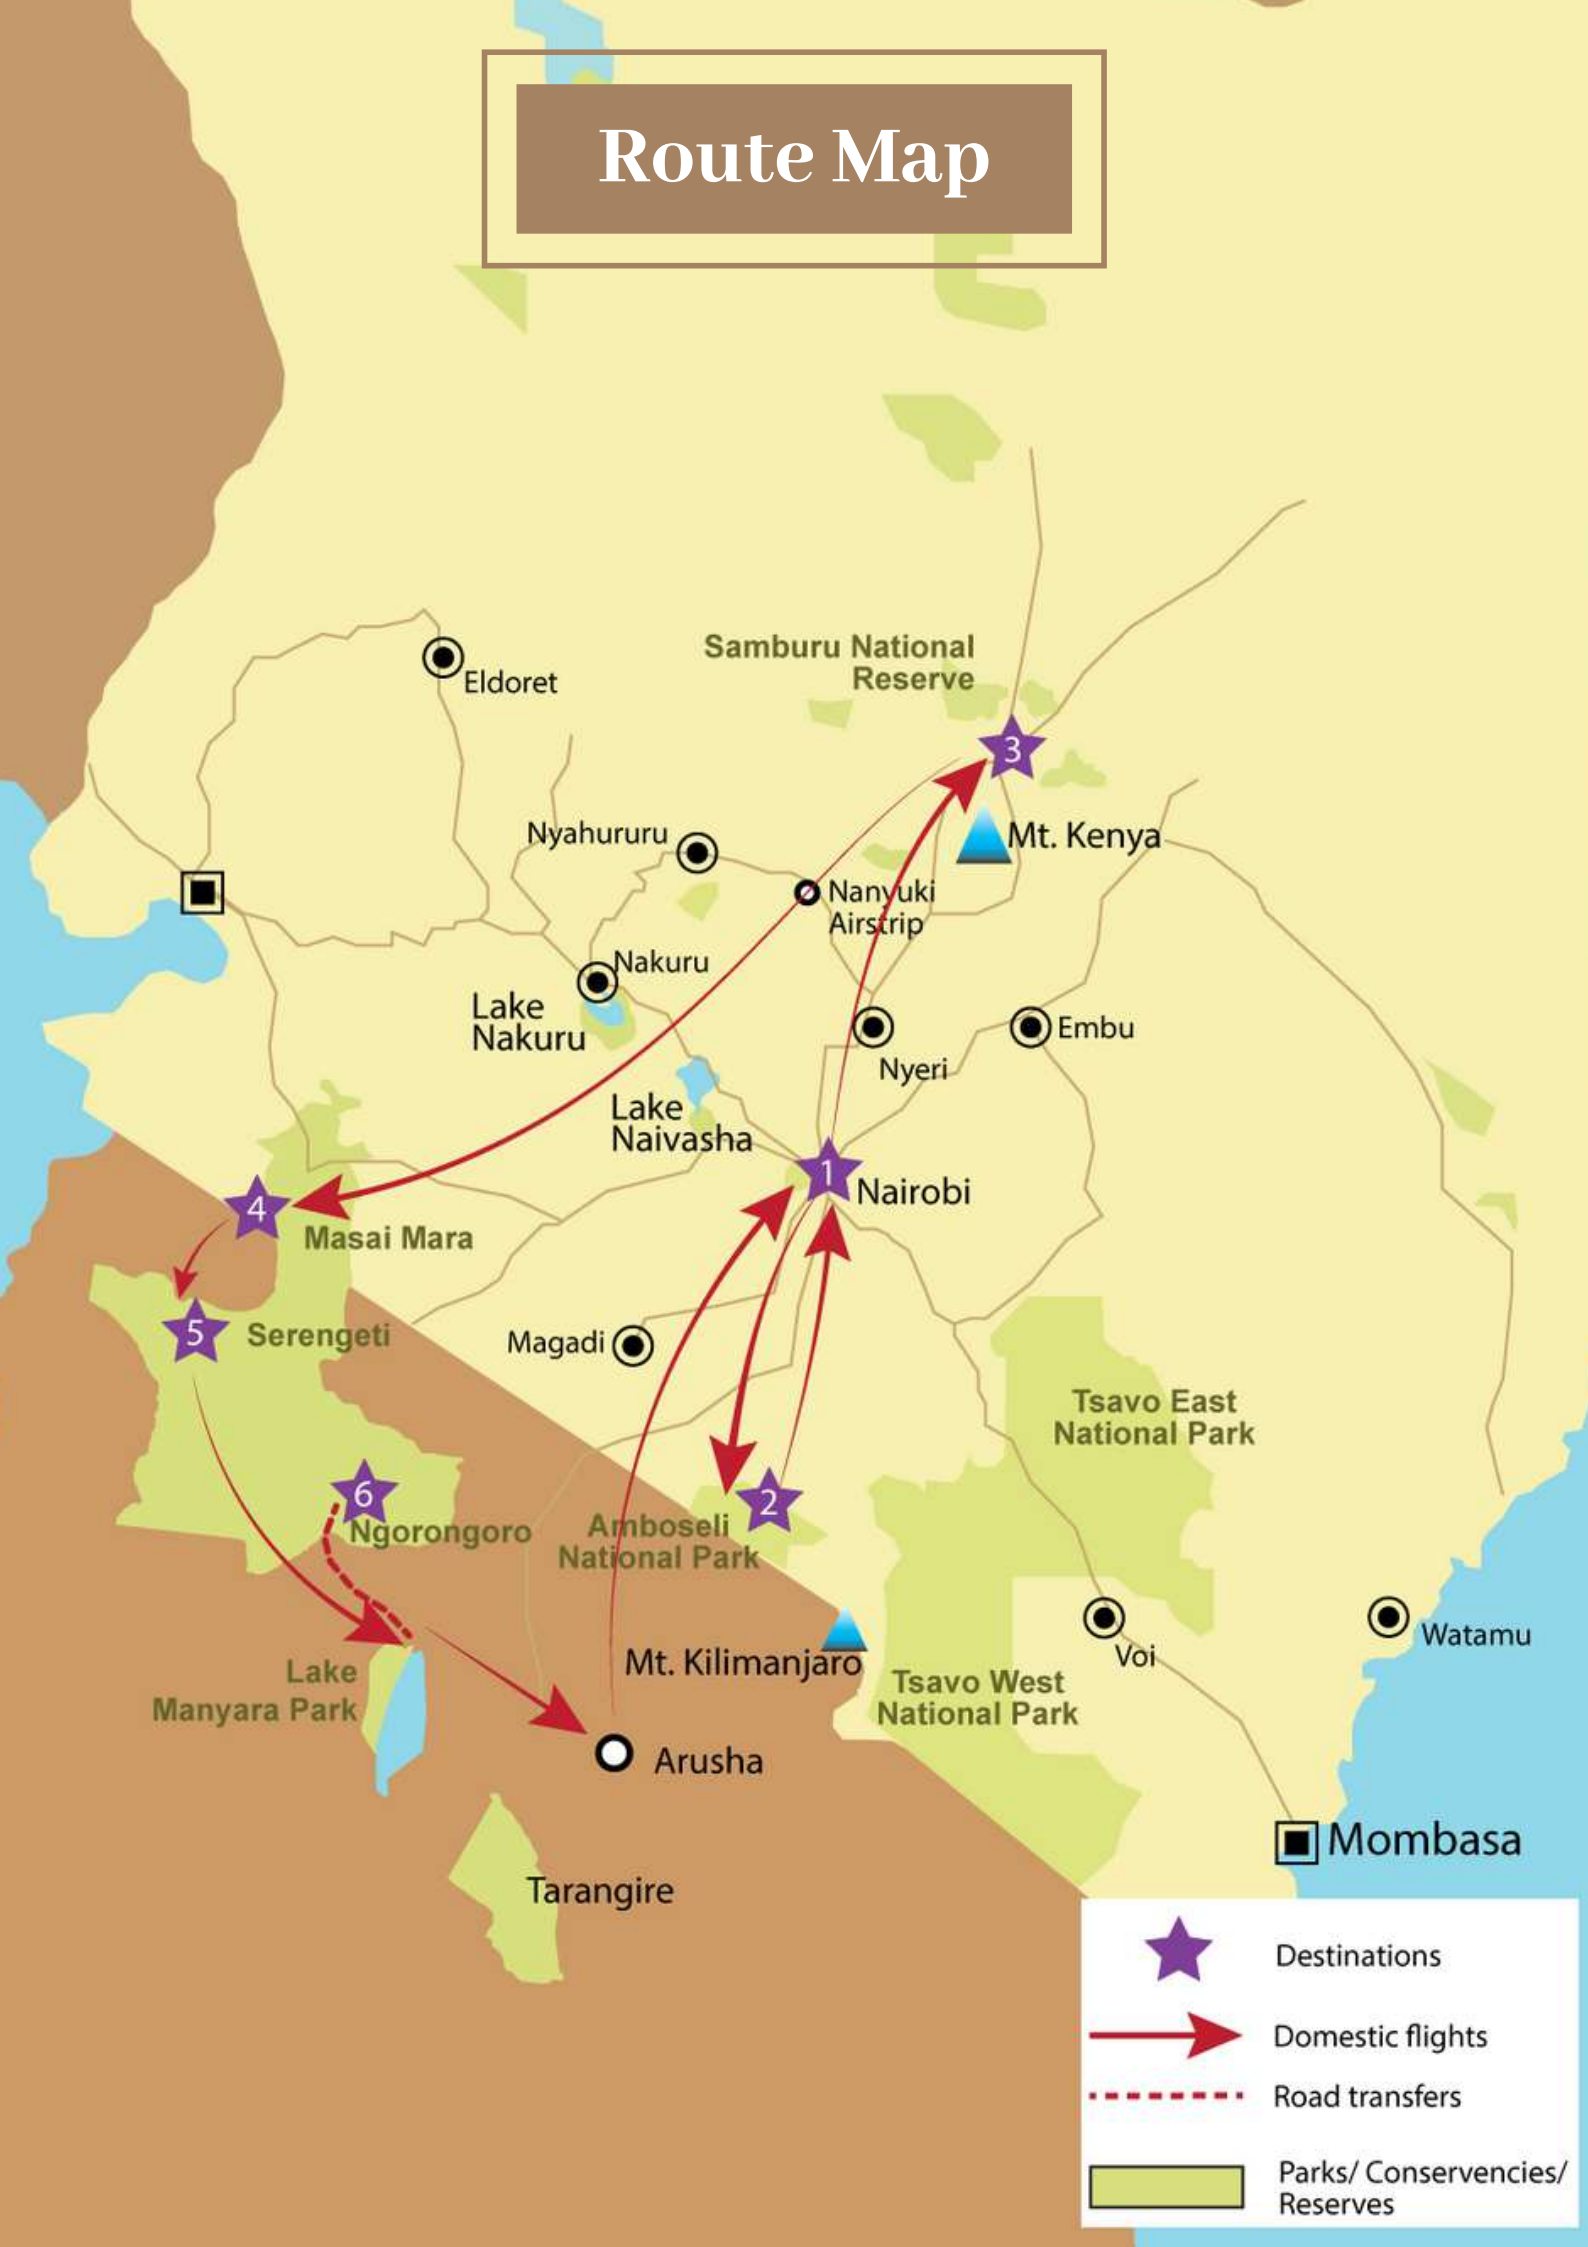 Route Map
Eldoret
Samburu National
Reserve
3
Mt. Kenya
Nyahururu
Nanyuki
Airstrip
Nakuru
Lake
Nakuru
Nyeri
Embu
Lake
Naivasha
1
Nairobi
4
Masai Mara
5
Serengeti
Magadi
Tsavo East
National Park
6
Ngorongoro
2
Amboseli
National Park
Mt. Kilimanjaro
Voi
Watamu
Lake
Manyara Park
Tsavo West
National Park
Arusha
Mombasa
Tarangire
Destinations
Domestic flights
Road transfers
Parks/ Conservencies/
Reserves